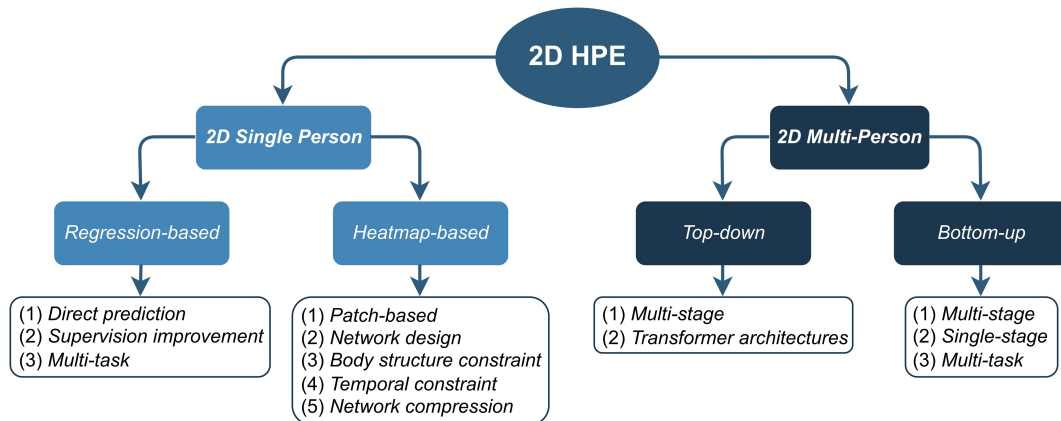 2D HPE
2D Single Person
2D Multi-Person
Regression-based
Heatmap-based
Top-down
Bottom-up
(1) Direct prediction
(2) Supervision improvement
(3) Multi-task
(1) Patch-based
(2) Network design
(3) Body structure constraint
(4) Temporal constraint
(5) Network compression
(1) Multi-stage
(2) Transformer architectures
(1) Multi-stage
(2) Single-stage
(3) Multi-task